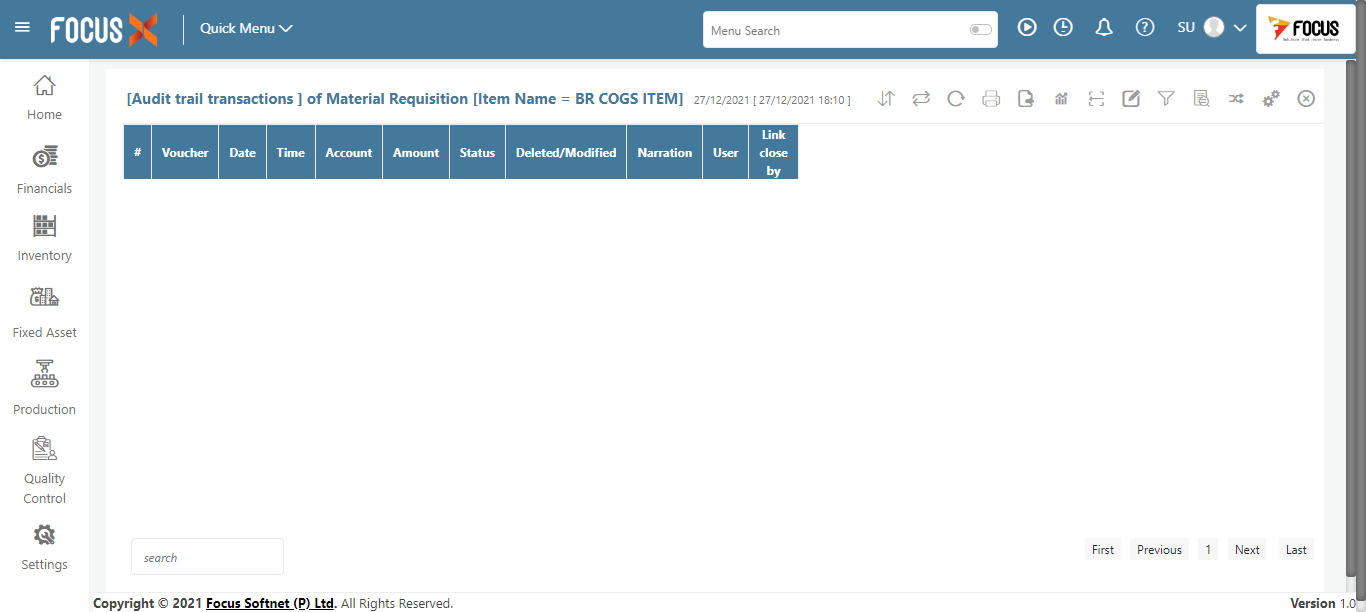 FOCUS X
Quick Menu
Menu Search
SU
FOCUS
Home
Financials
Inventory
Fixed Asset
Production
Quality
Control
Settings
[Audit trail transactions ] of Material Requisition [Item Name = BR COGS ITEM] 27/12/2021 [ 27/12/2021 18:10 ]
# Voucher Date Time Account Amount Status Deleted/Modified Narration User Link close by
search
First Previous 1 Next Last
Copyright © 2021 Focus Softnet (P) Ltd. All Rights Reserved.
Version 1.0